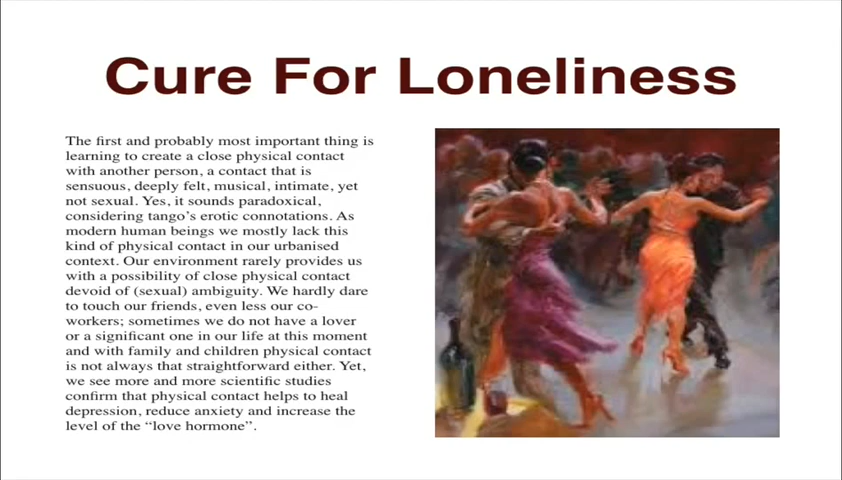 Cure For Loneliness
The first and probably most important thing is
learning to create a close physical contact
with another person, a contact that is
sensuous, deeply felt, musical, intimate, yet
not sexual. Yes, it sounds paradoxical,
considering tango's erotic connotations. As
modern human beings we mostly lack this
kind of physical contact in our urbanised
context. Our environment rarely provides us
with a possibility of close physical contact
devoid of (sexual) ambiguity. We hardly dare
to touch our friends, even less our co-
workers; sometimes we do not have a lover
or a significant one in our life at this moment
and with family and children physical contact
is not always that straightforward either. Yet,
we see more and more scientific studies
confirm that physical contact helps to heal
depression, reduce anxiety and increase the
level of the “love hormone”.